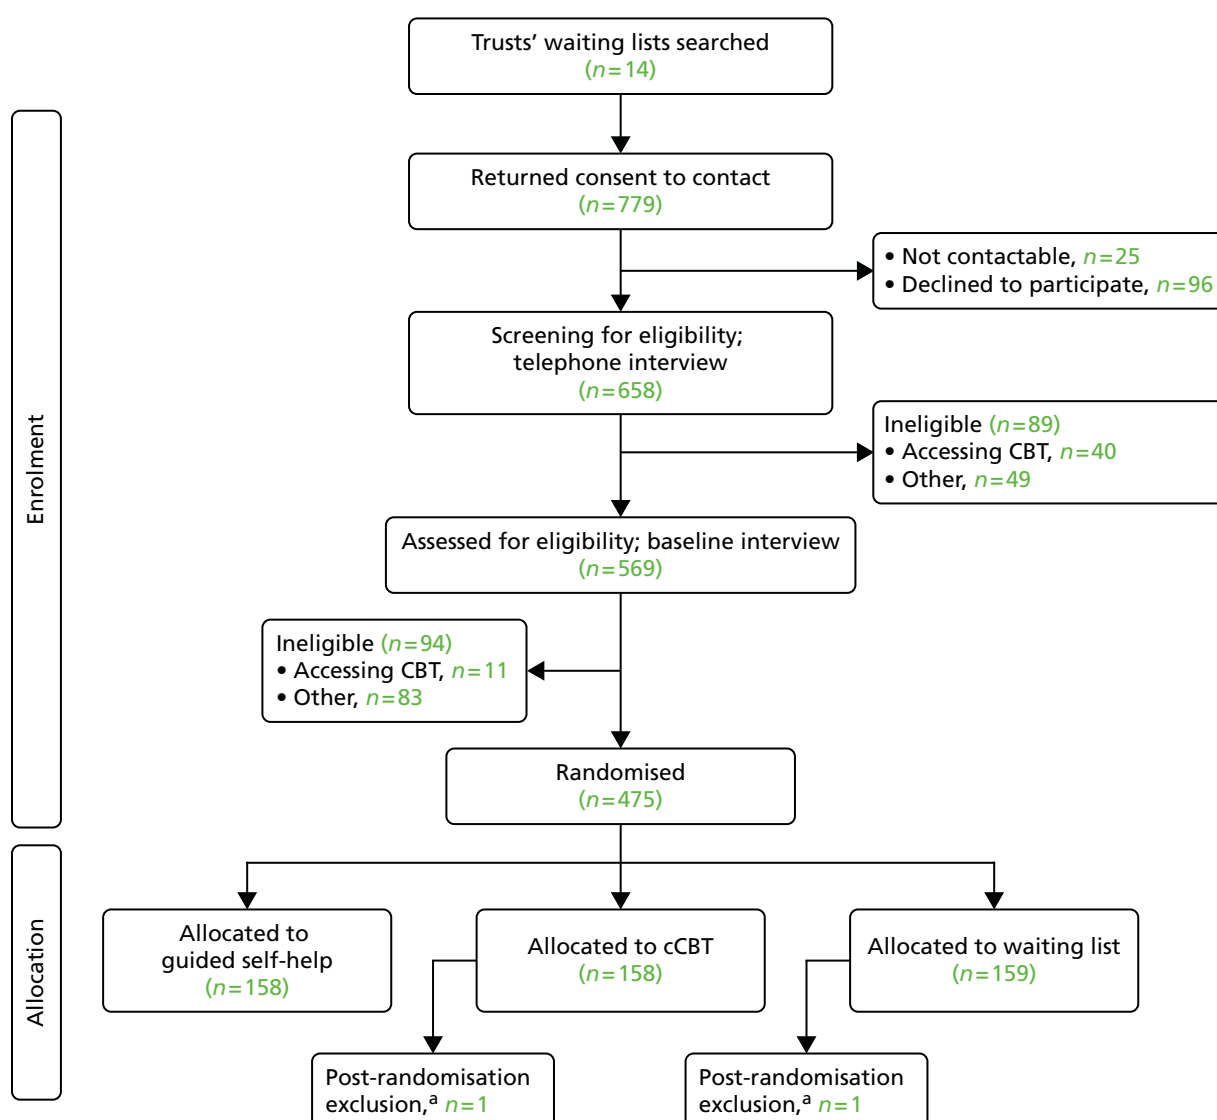 Trusts' waiting lists searched
(n=14)
Enrolment
Returned consent to contact
(n=779)
• Not contactable, n=25
• Declined to participate, n=96
Screening for eligibility;
telephone interview
(n=658)
Ineligible (n=89)
• Accessing CBT, n=40
• Other, n=49
Assessed for eligibility; baseline interview
(n=569)
Ineligible (n=94)
• Accessing CBT, n=11
• Other, n=83
Randomised
(n=475)
Allocation
Allocated to
guided self-help
(n=158)
Allocated to cCBT
(n=158)
Allocated to waiting list
(n=159)
Post-randomisation
exclusion,a n=1
Post-randomisation
exclusion,a n=1